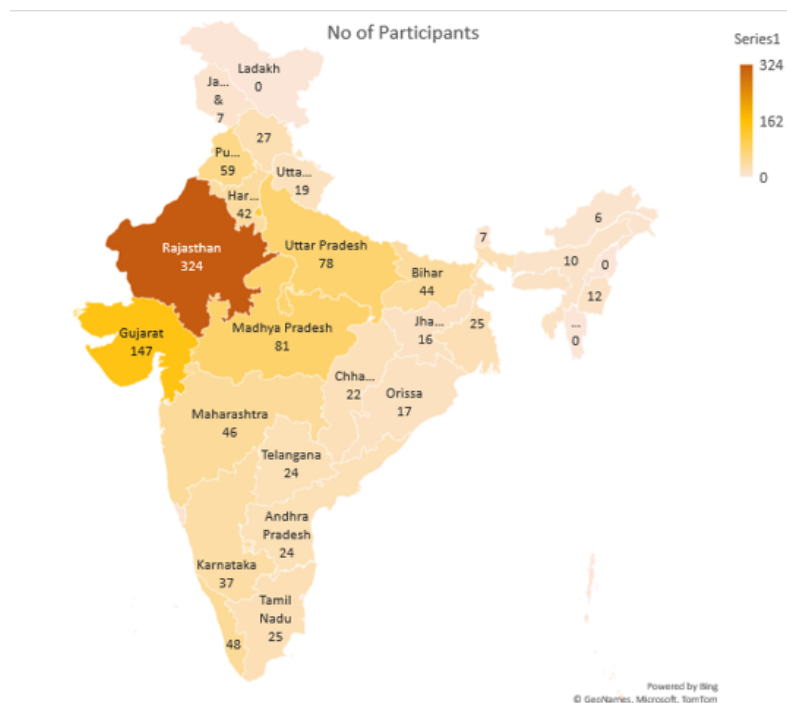 No of Participants
Series1
324
162
0
Ladakh
0
Ja...
&
7
27
Pu...
59
Utta...
19
Har...
42
Rajasthan
324
Uttar Pradesh
78
Bihar
44
7
6
10
0
12
...
0
Gujarat
147
Madhya Pradesh
81
Jha...
16
25
Chha...
22
Orissa
17
Maharashtra
46
Telangana
24
Andhra
Pradesh
24
Karnataka
37
Tamil
Nadu
25
48
Powered by Bing
© GeoNames, Microsoft, TomTom